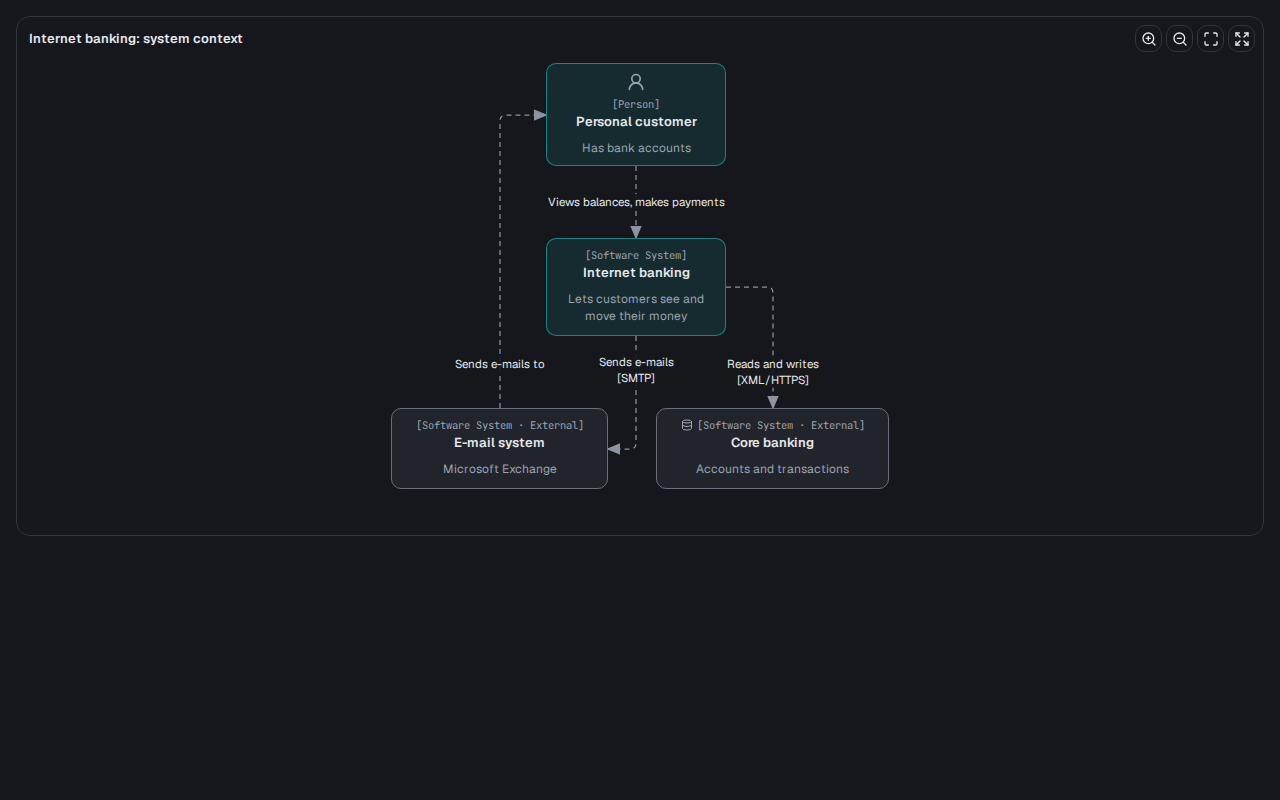 Internet banking: system context
[Person]
Personal customer
Has bank accounts
Views balances, makes payments
[Software System]
Internet banking
Lets customers see and
move their money
Sends e-mails to
Sends e-mails
[SMTP]
Reads and writes
[XML/HTTPS]
[Software System · External]
E-mail system
Microsoft Exchange
[Software System · External]
Core banking
Accounts and transactions